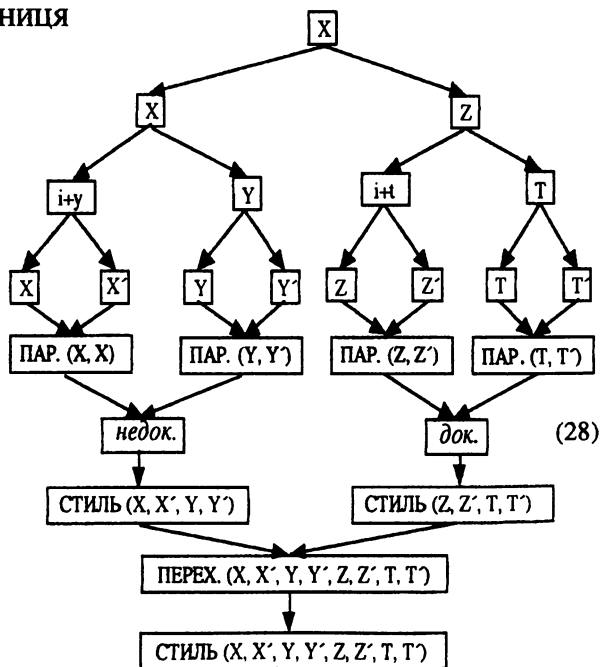 НИЦЯ
X
X Z
i+y Y i+t T
X X´ Y Y´ Z Z´ T T´
ПАР. (X, X) ПАР. (Y, Y´) ПАР. (Z, Z´) ПАР. (T, T´)
недок. док. (28)
СТИЛЬ (X, X´, Y, Y´) СТИЛЬ (Z, Z´, T, T´)
ПЕРЕХ. (X, X´, Y, Y´, Z, Z´, T, T´)
СТИЛЬ (X, X´, Y, Y´, Z, Z´, T, T´)